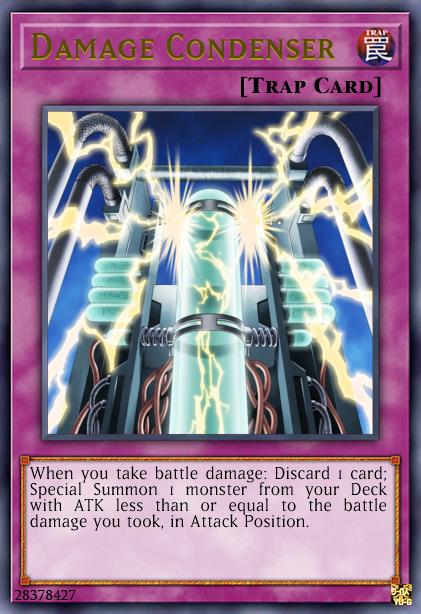 Damage Condenser
TRAP
罠
[Trap Card]
When you take battle damage: Discard 1 card;
Special Summon 1 monster from your Deck
with ATK less than or equal to the battle
damage you took, in Attack Position.
28378427